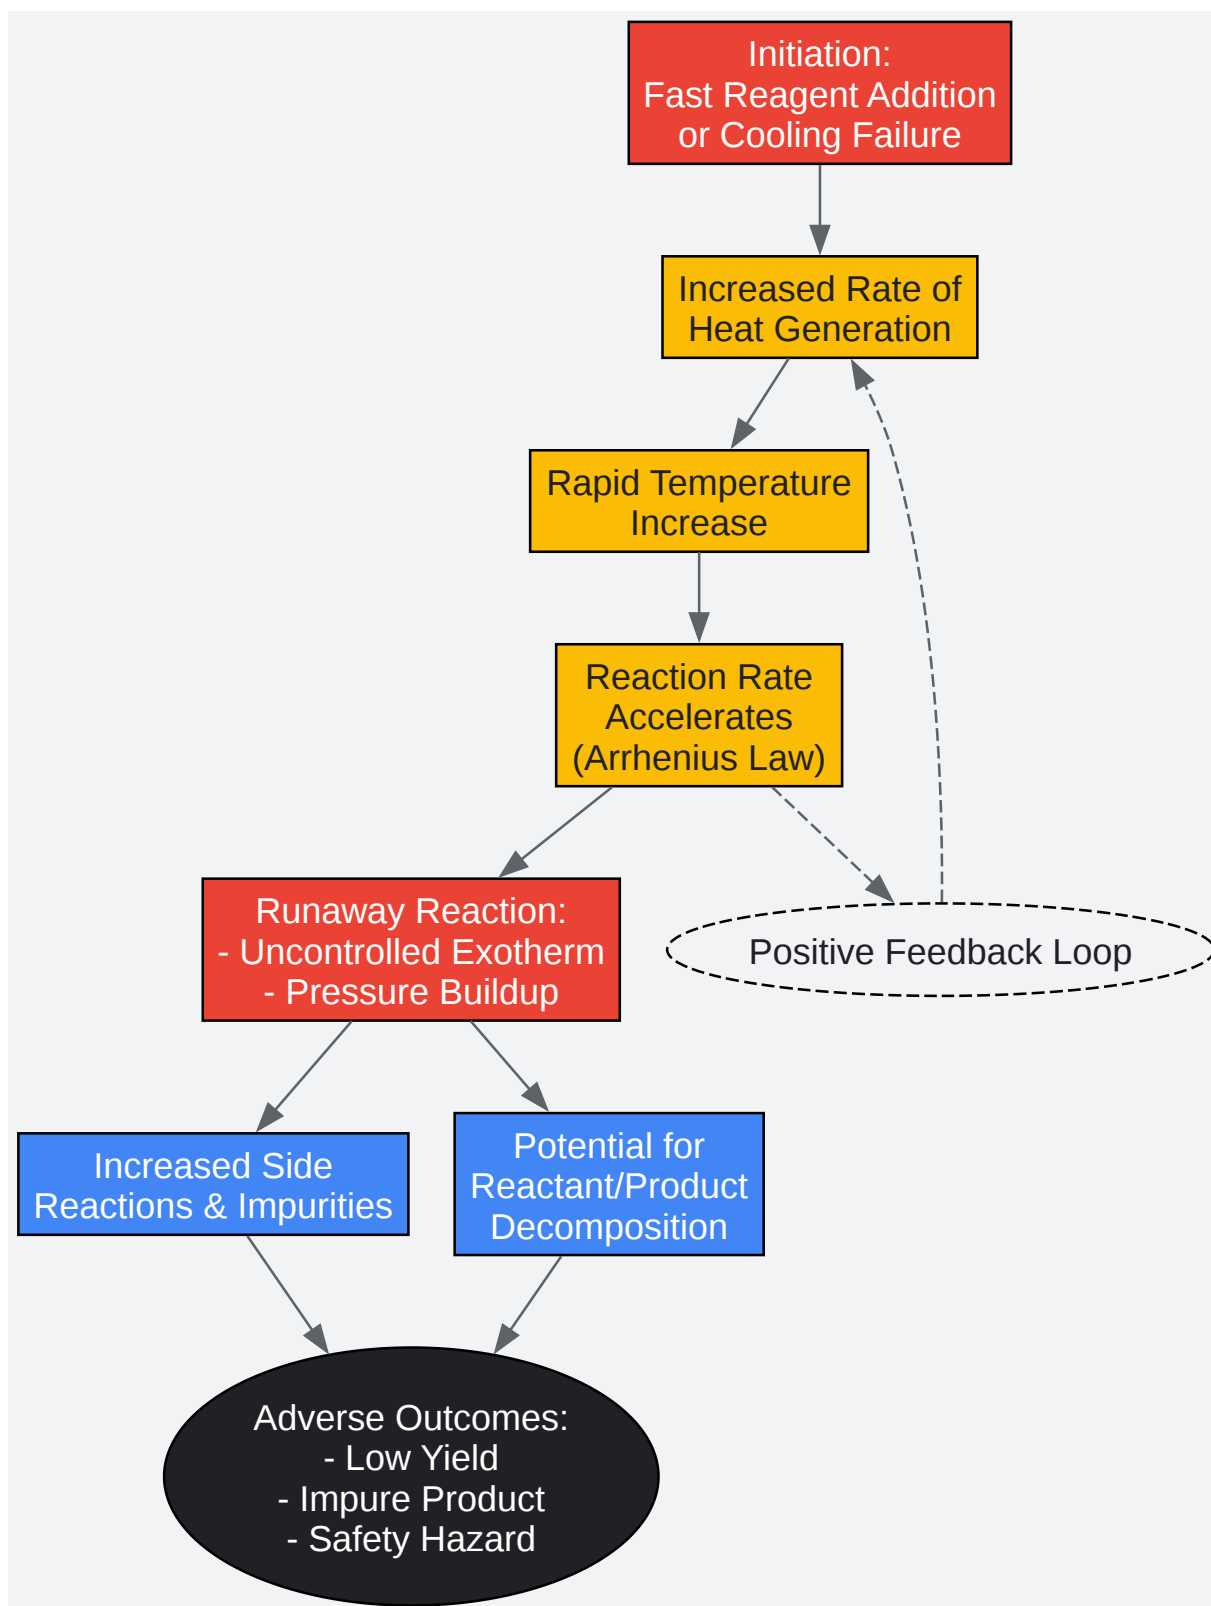 Initiation:
Fast Reagent Addition
or Cooling Failure
Increased Rate of
Heat Generation
Rapid Temperature
Increase
Reaction Rate
Accelerates
(Arrhenius Law)
Runaway Reaction:
- Uncontrolled Exotherm
- Pressure Buildup
Positive Feedback Loop
Increased Side
Reactions & Impurities
Potential for
Reactant/Product
Decomposition
Adverse Outcomes:
- Low Yield
- Impure Product
- Safety Hazard